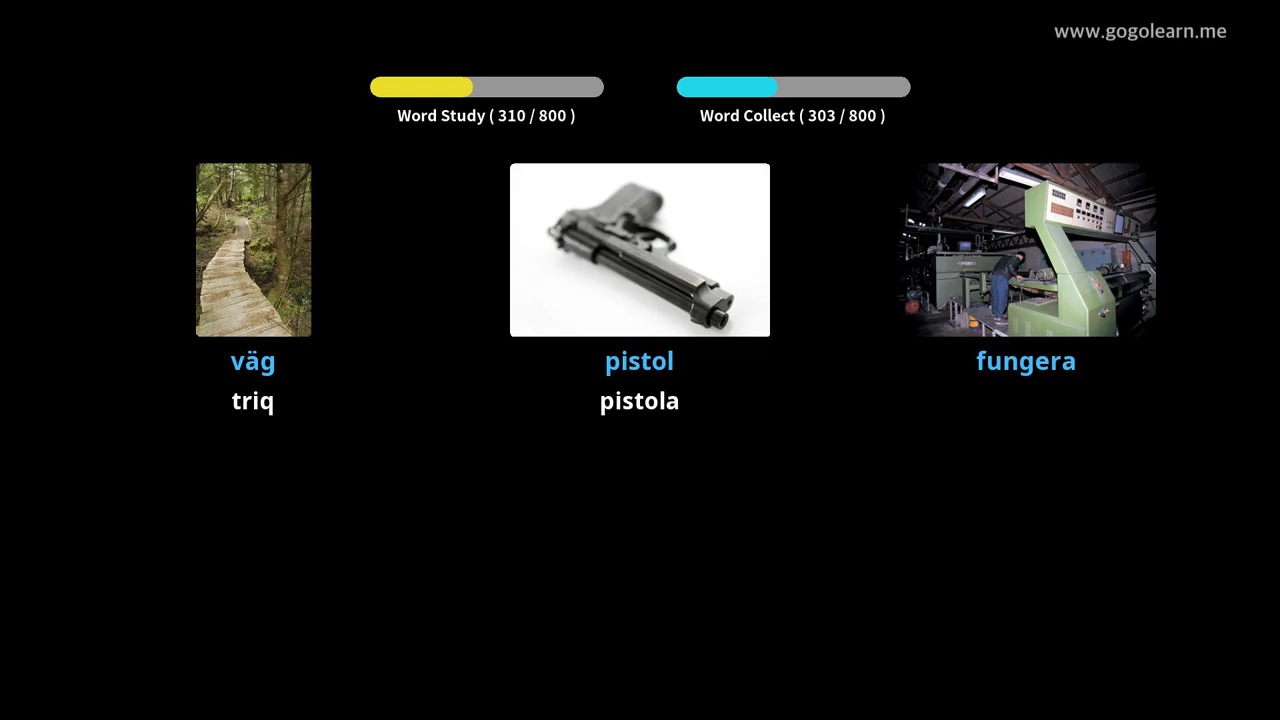 www.gogolearn.me
Word Study ( 310 / 800 )
Word Collect ( 303 / 800 )
väg
triq
pistol
pistola
fungera